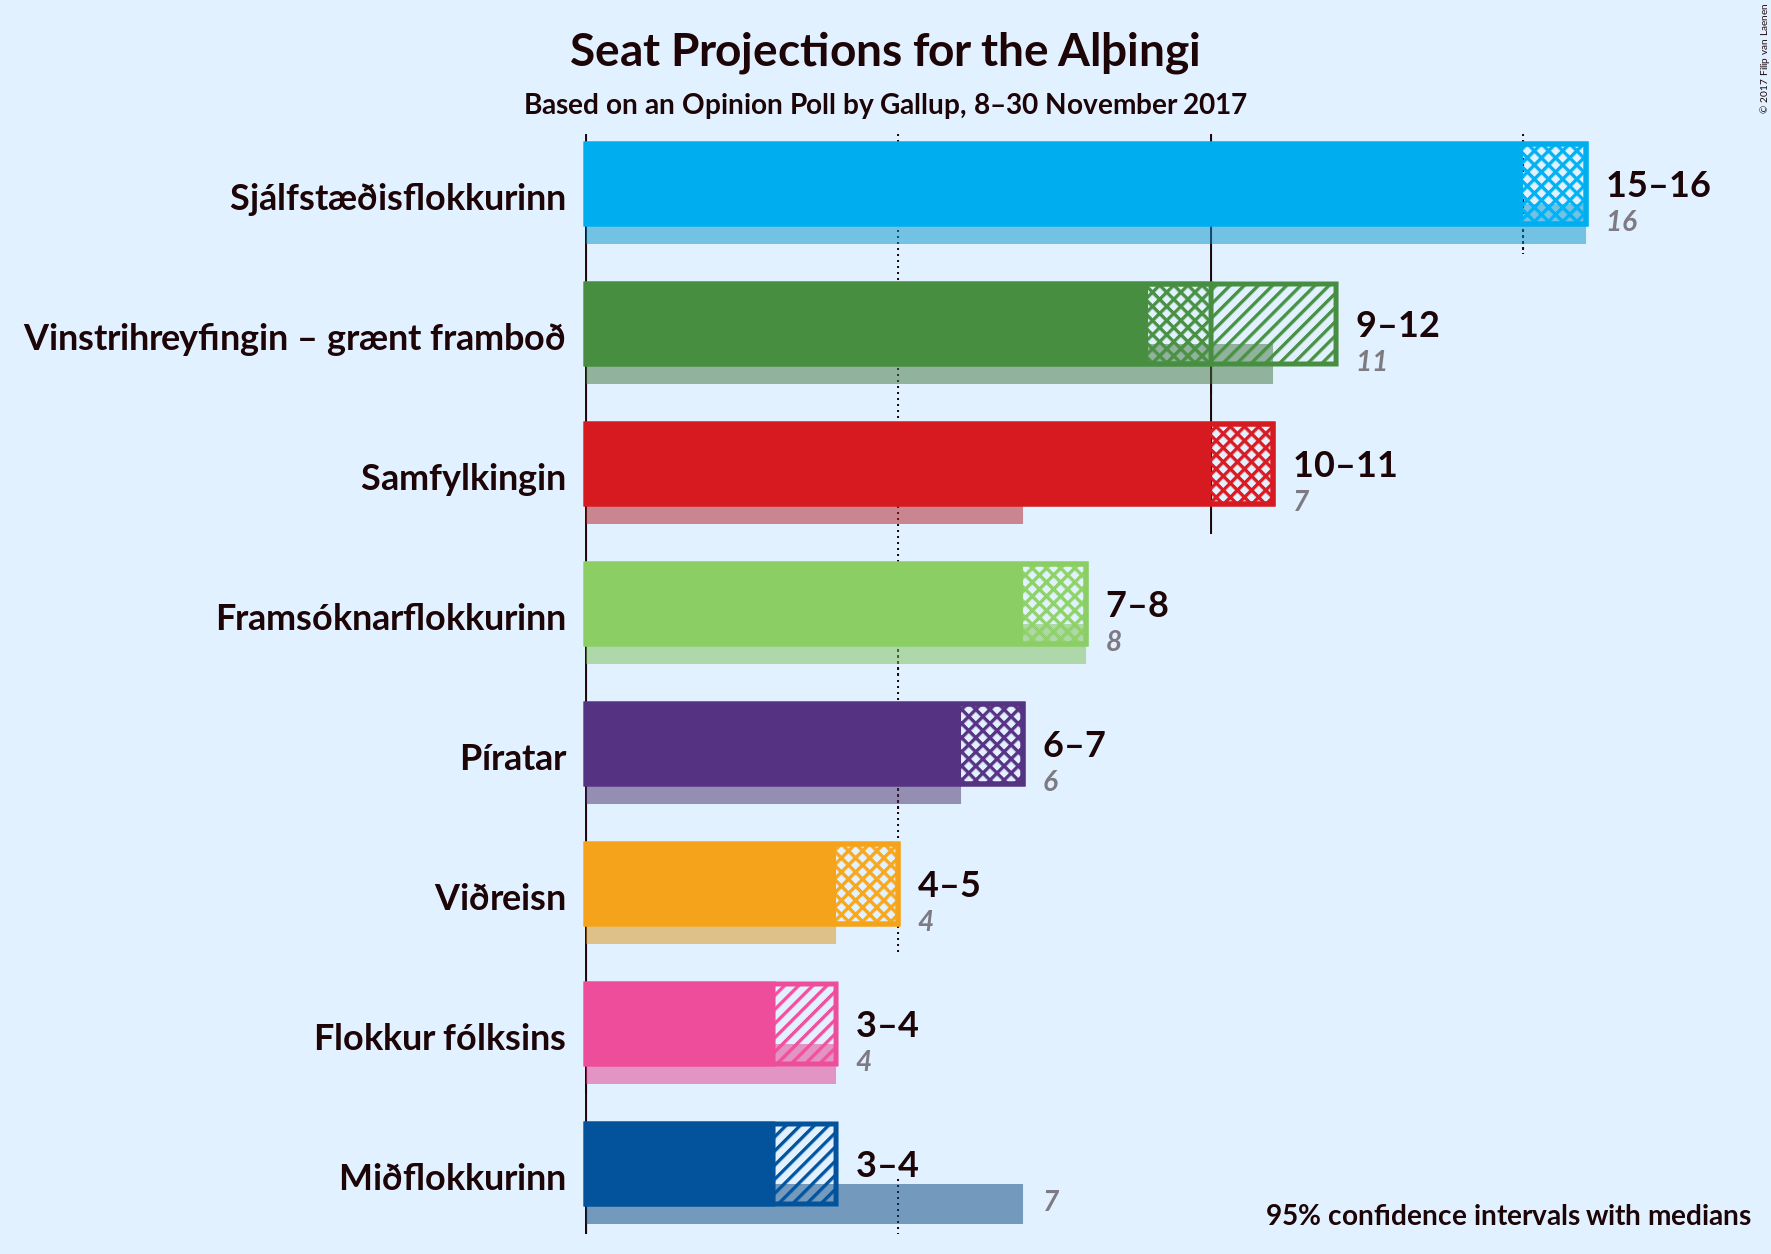 Seat Projections for the Alþingi
Based on an Opinion Poll by Gallup, 8–30 November 2017
© 2017 Filip van Laenen
Sjálfstæðisflokkurinn
15–16
16
Vinstrihreyfingin – grænt framboð
9–12
11
Samfylkingin
10–11
7
Framsóknarflokkurinn
7–8
8
Píratar
6–7
6
Viðreisn
4–5
4
Flokkur fólksins
3–4
4
Miðflokkurinn
3–4
7
95% confidence intervals with medians